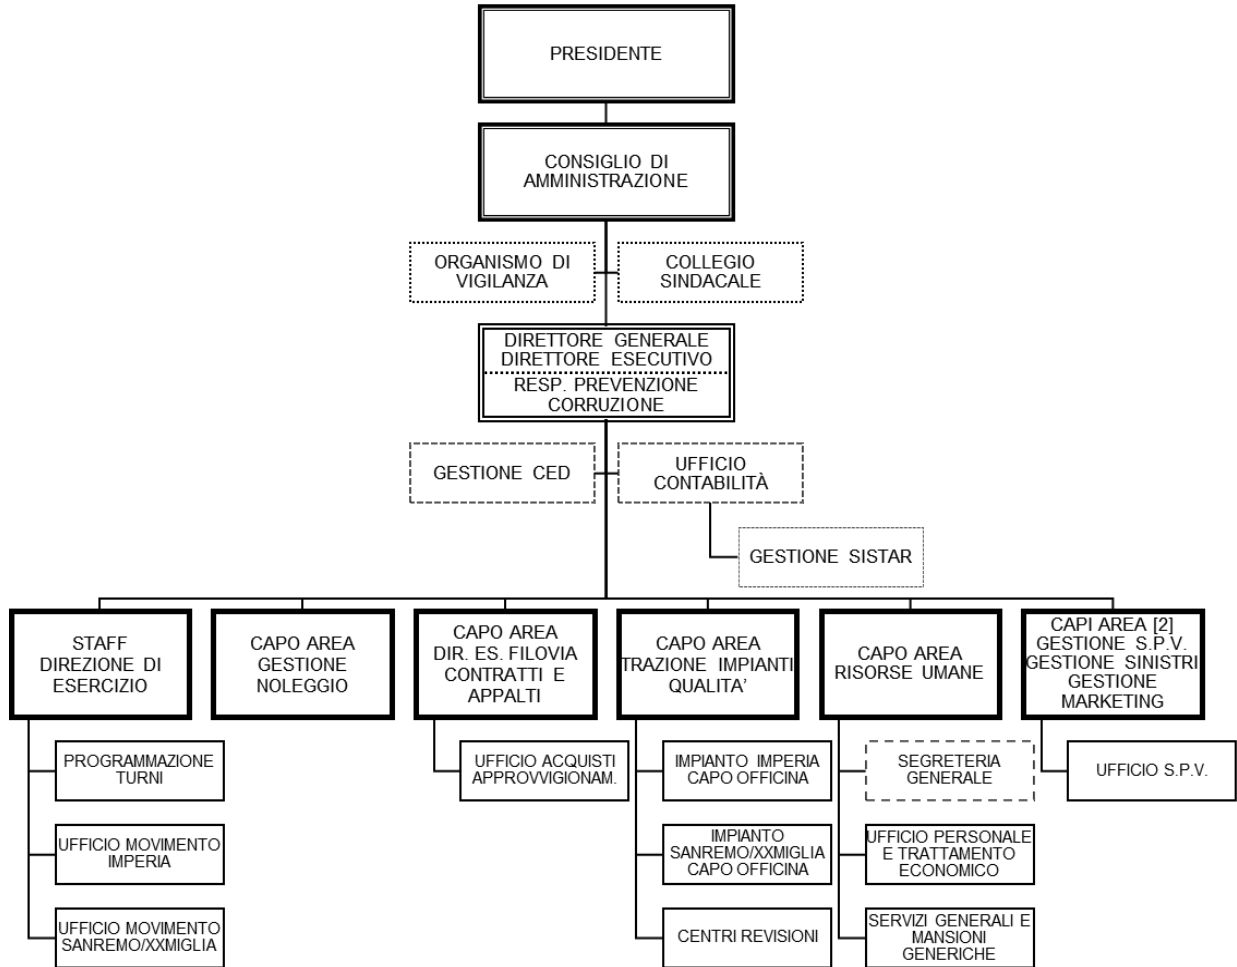 PRESIDENTE
CONSIGLIO DI
AMMINISTRAZIONE
ORGANISMO DI
VIGILANZA
COLLEGIO
SINDACALE
DIRETTORE GENERALE
DIRETTORE ESECUTIVO
RESP. PREVENZIONE
CORRUZIONE
GESTIONE CED
UFFICIO
CONTABILITÀ
GESTIONE SISTAR
STAFF
DIREZIONE DI
ESERCIZIO
CAPO AREA
GESTIONE
NOLEGGIO
CAPO AREA
DIR. ES. FILOVIA
CONTRATTI E
APPALTI
CAPO AREA
TRAZIONE IMPIANTI
QUALITA'
CAPO AREA
RISORSE UMANE
CAPI AREA [2]
GESTIONE S.P.V.
GESTIONE SINISTRI
GESTIONE
MARKETING
PROGRAMMAZIONE
TURNI
UFFICIO MOVIMENTO
IMPERIA
UFFICIO MOVIMENTO
SANREMO/XXMIGLIA
UFFICIO ACQUISTI
APPROVVIGIONAM.
IMPIANTO IMPERIA
CAPO OFFICINA
IMPIANTO
SANREMO/XXMIGLIA
CAPO OFFICINA
CENTRI REVISIONI
SEGRETERIA
GENERALE
UFFICIO PERSONALE
E TRATTAMENTO
ECONOMICO
SERVIZI GENERALI E
MANSIONI
GENERICHE
UFFICIO S.P.V.